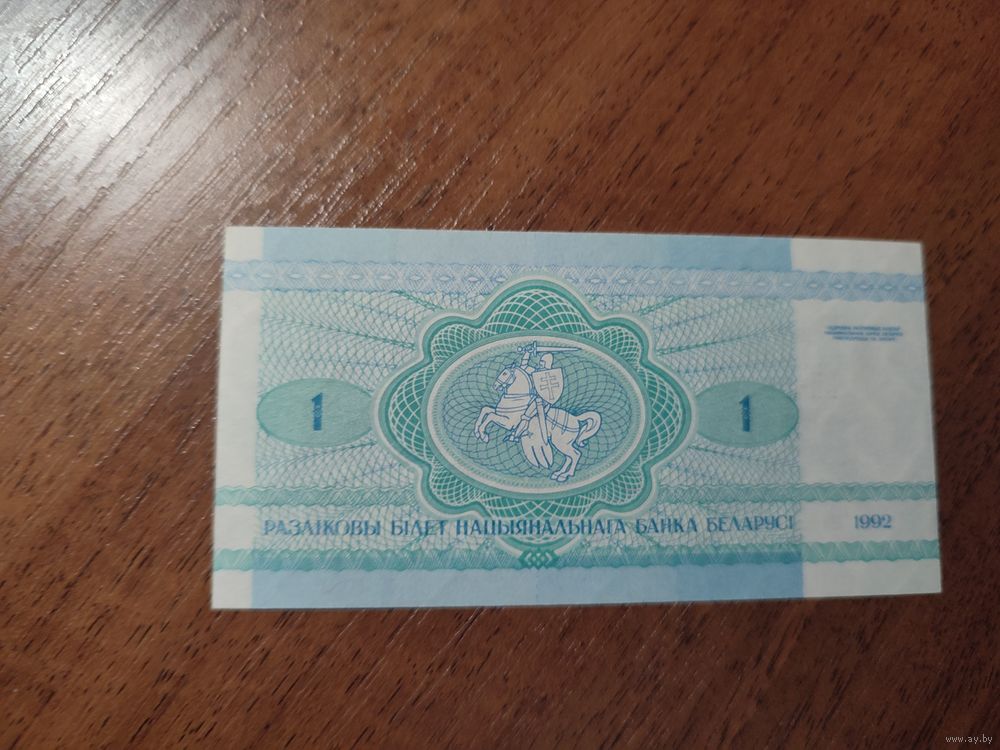 1
1
РАЗЛІКОВЫ БІЛЕТ НАЦЫЯНАЛЬНАГА БАНКА БЕЛАРУСІ 1992
www.ay.by